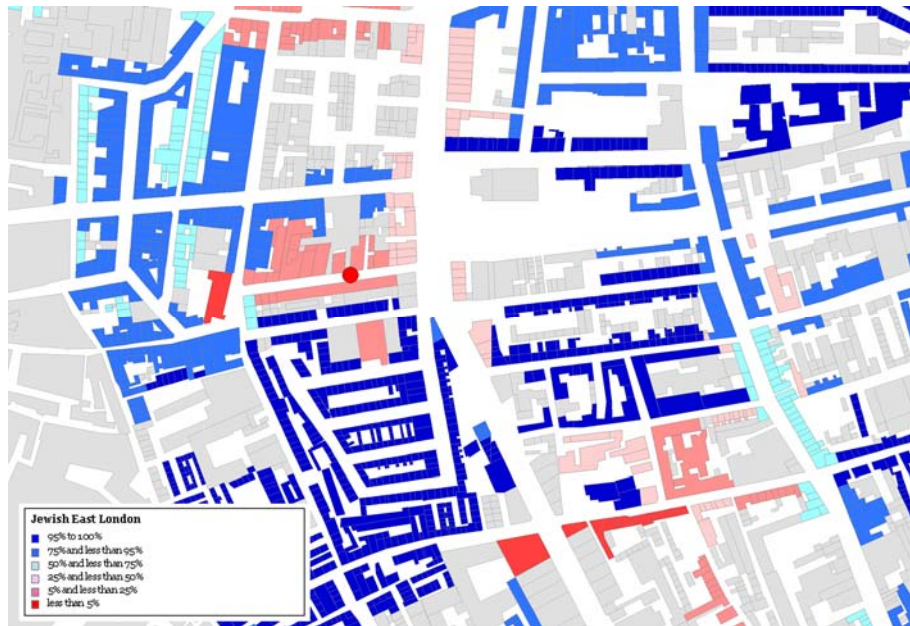 Jewish East London
95% to 100%
75% and less than 95%
50% and less than 75%
25% and less than 50%
5% and less than 25%
less than 5%